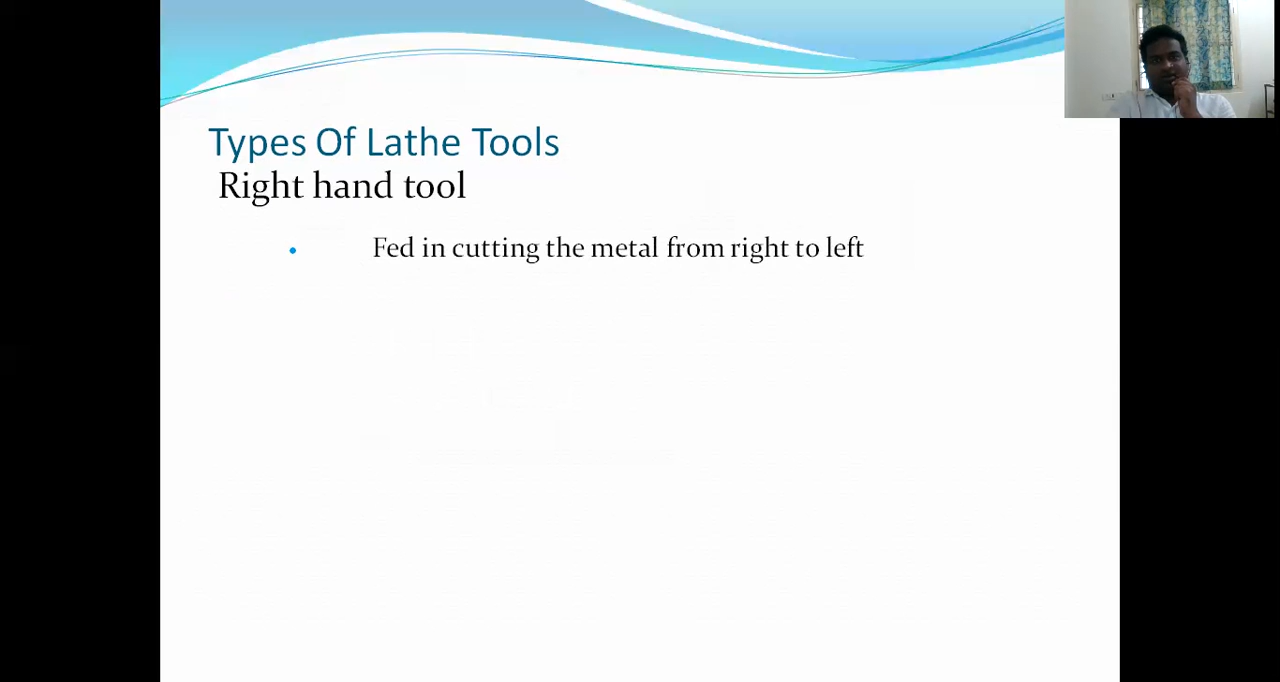 Types Of Lathe Tools
Right hand tool
• Fed in cutting the metal from right to left